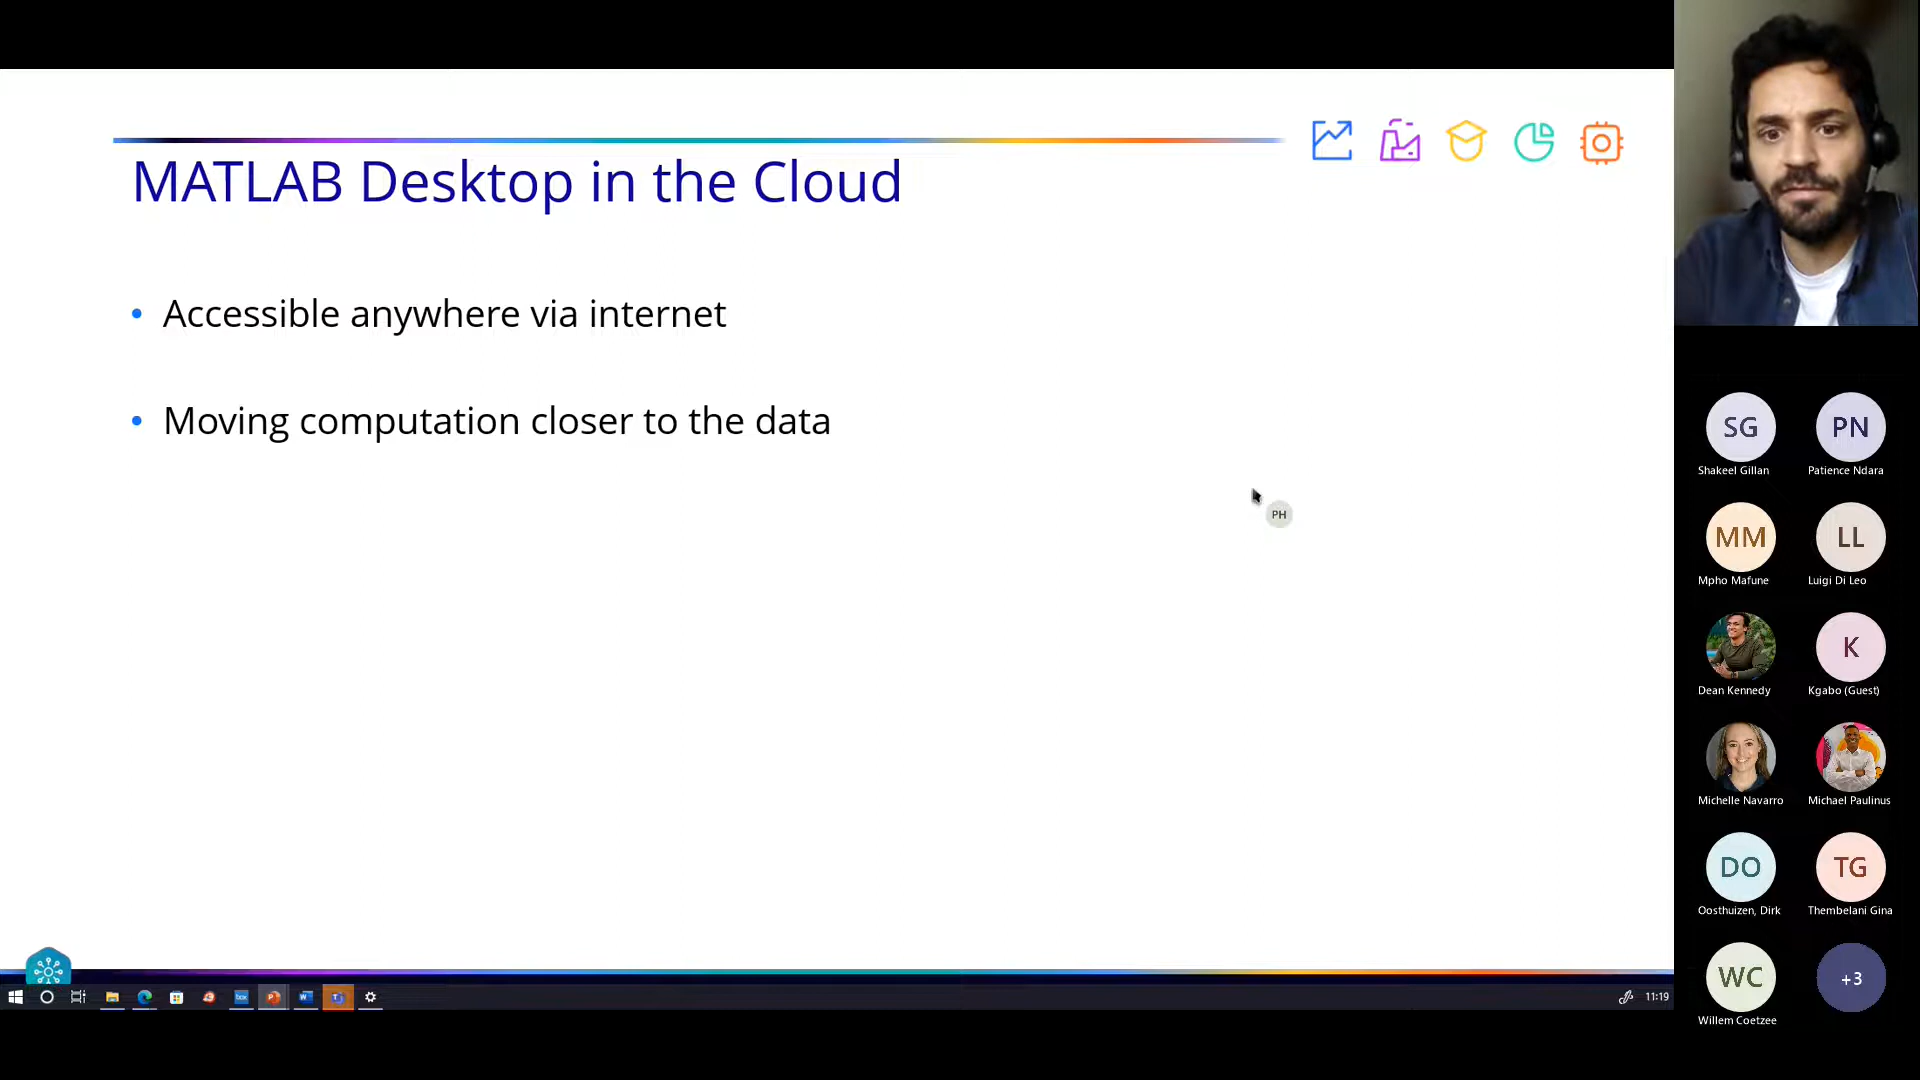 MATLAB Desktop in the Cloud
• Accessible anywhere via internet
• Moving computation closer to the data
PH
SG
Shakeel Gillan
PN
Patience Ndara
MM
Mpho Mafune
LL
Luigi Di Leo
Dean Kennedy
K
Kgabo (Guest)
Michelle Navarro
Michael Paulinus
DO
Oosthuizen, Dirk
TG
Thembelani Gina
WC
Willem Coetzee
+3
11:19